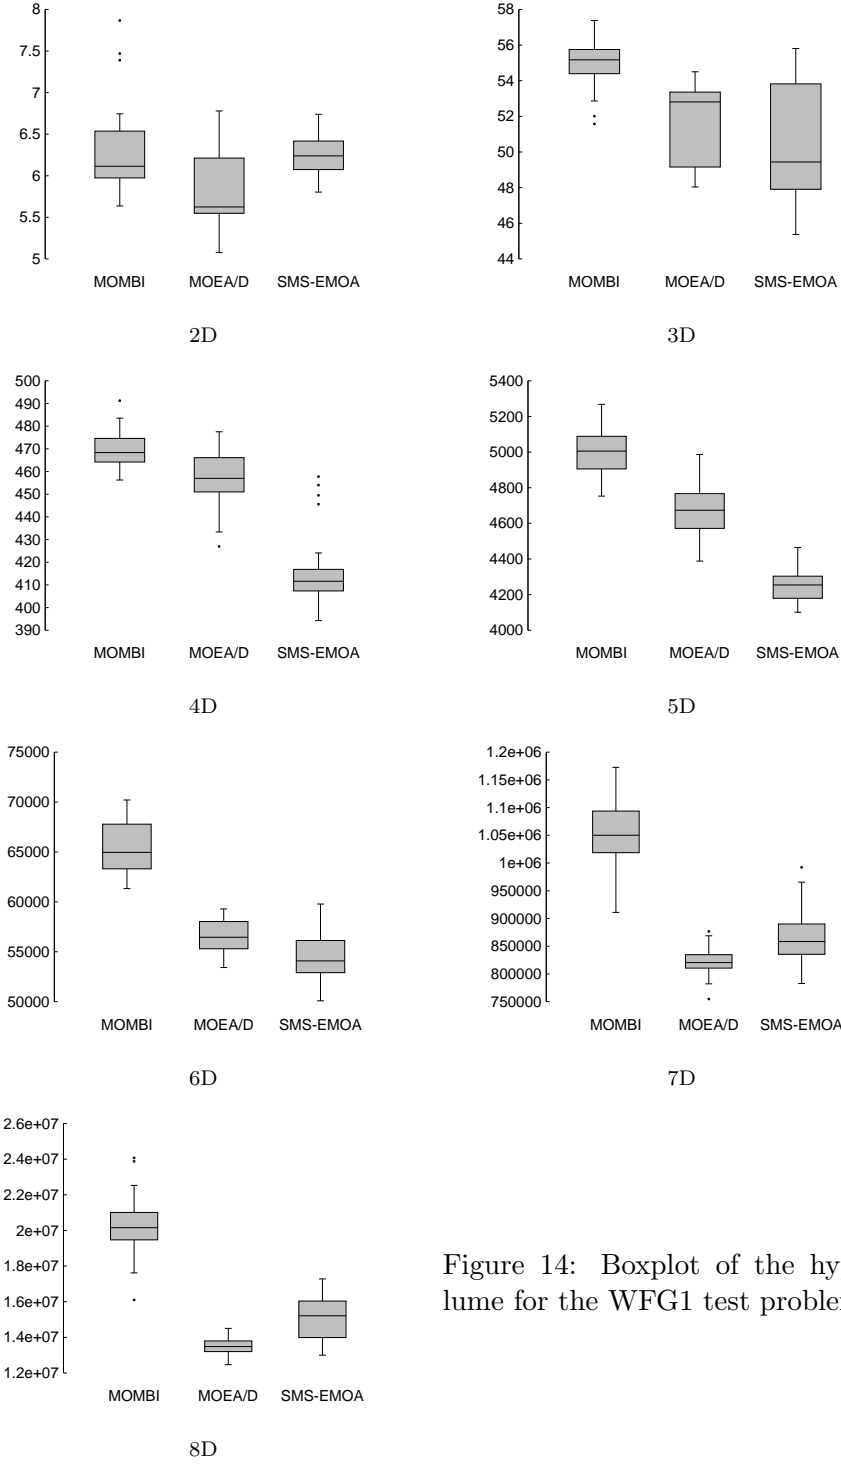 8
7.5
7
6.5
6
5.5
5
MOMBI MOEA/D SMS-EMOA
2D
58
56
54
52
50
48
46
44
MOMBI MOEA/D SMS-EMOA
3D
500
490
480
470
460
450
440
430
420
410
400
390
MOMBI MOEA/D SMS-EMOA
4D
5400
5200
5000
4800
4600
4400
4200
4000
MOMBI MOEA/D SMS-EMOA
5D
75000
70000
65000
60000
55000
50000
MOMBI MOEA/D SMS-EMOA
6D
1.2e+06
1.15e+06
1.1e+06
1.05e+06
1e+06
950000
900000
850000
800000
750000
MOMBI MOEA/D SMS-EMOA
7D
2.6e+07
2.4e+07
2.2e+07
2e+07
1.8e+07
1.6e+07
1.4e+07
1.2e+07
MOMBI MOEA/D SMS-EMOA
8D
Figure 14: Boxplot of the hy
lume for the WFG1 test proble